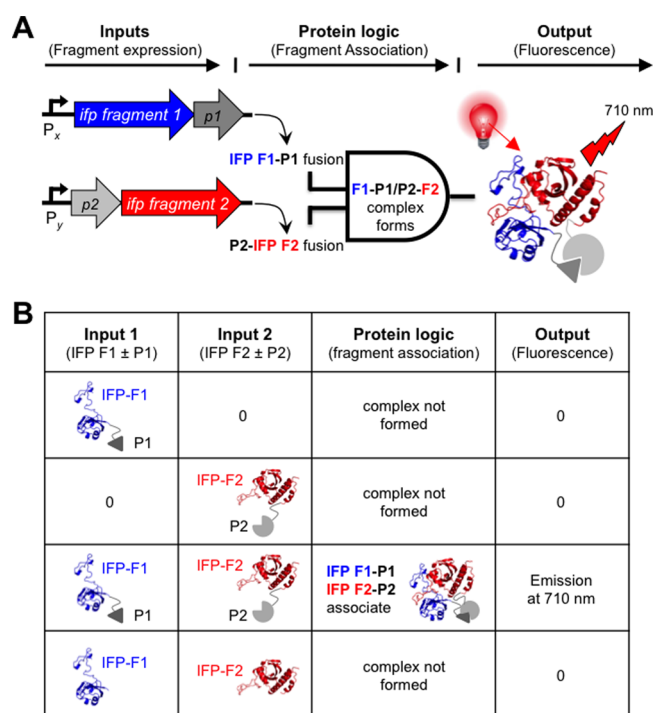 A
Inputs
(Fragment expression)
Protein logic
(Fragment Association)
Output
(Fluorescence)
Px
ifp fragment 1
p1
IFP F1-P1 fusion
Py
p2
ifp fragment 2
P2-IFP F2 fusion
F1-P1/P2-F2
complex
forms
710 nm
B
Input 1
(IFP F1 ± P1)
Input 2
(IFP F2 ± P2)
Protein logic
(fragment association)
Output
(Fluorescence)
IFP-F1
P1
0
complex not
formed
0
0
IFP-F2
P2
complex not
formed
0
IFP-F1
P1
IFP-F2
P2
IFP F1-P1
IFP F2-P2
associate
Emission
at 710 nm
IFP-F1
IFP-F2
complex not
formed
0